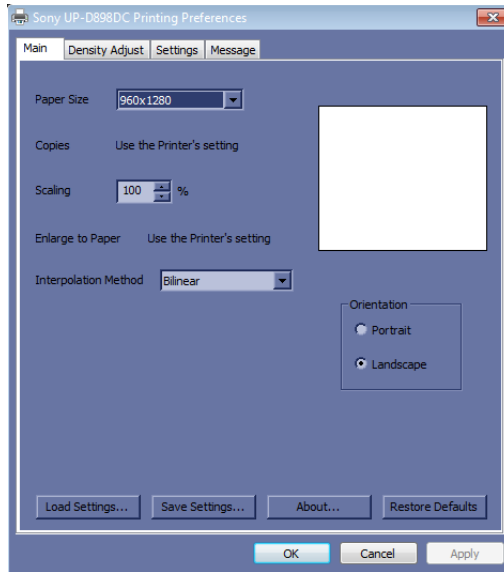 Sony UP-D898DC Printing Preferences
Main Density Adjust Settings Message
Paper Size 960x1280
Copies Use the Printer's setting
Scaling 100 %
Enlarge to Paper Use the Printer's setting
Interpolation Method Bilinear
Orientation
Portrait
Landscape
Load Settings... Save Settings... About... Restore Defaults
OK Cancel Apply